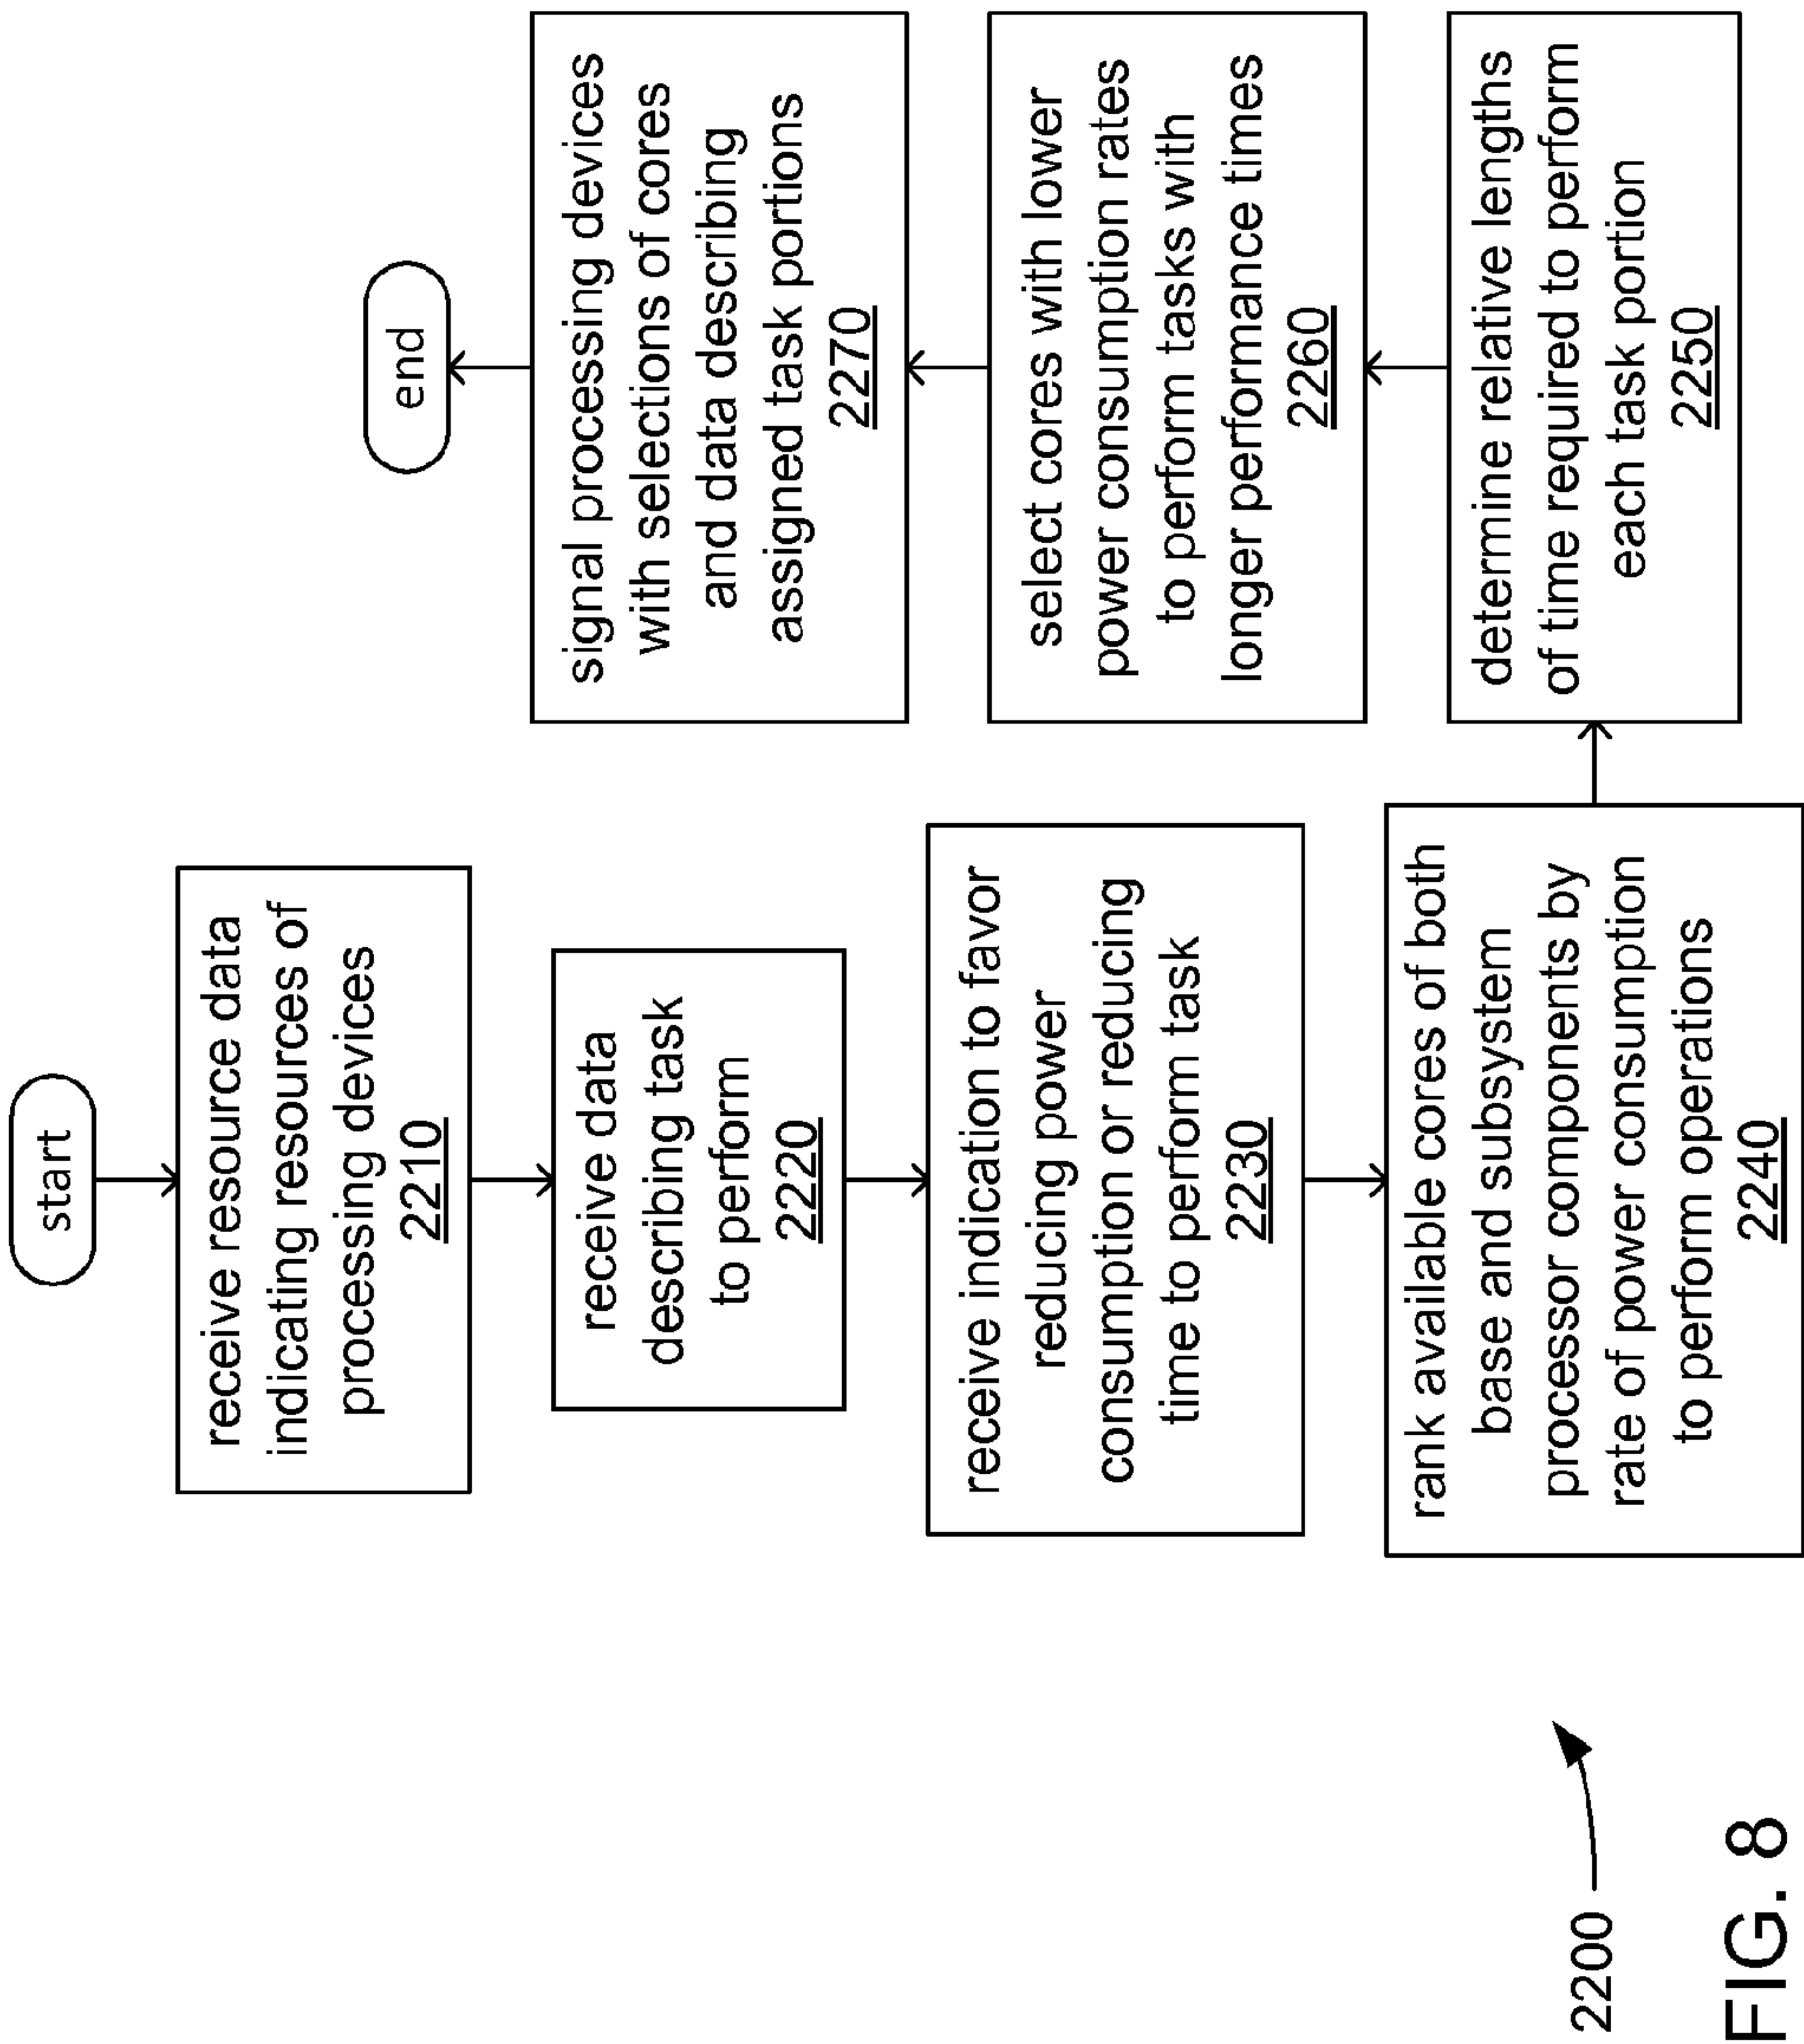 start
receive resource data
indicating resources of
processing devices
2210
receive data
describing task
to perform
2220
receive indication to favor
reducing power
consumption or reducing
time to perform task
2230
rank available cores of both
base and subsystem
processor components by
rate of power consumption
to perform operations
2240
determine relative lengths
of time required to perform
each task portion
2250
select cores with lower
power consumption rates
to perform tasks with
longer performance times
2260
signal processing devices
with selections of cores
and data describing
assigned task portions
2270
end
2200
FIG. 8